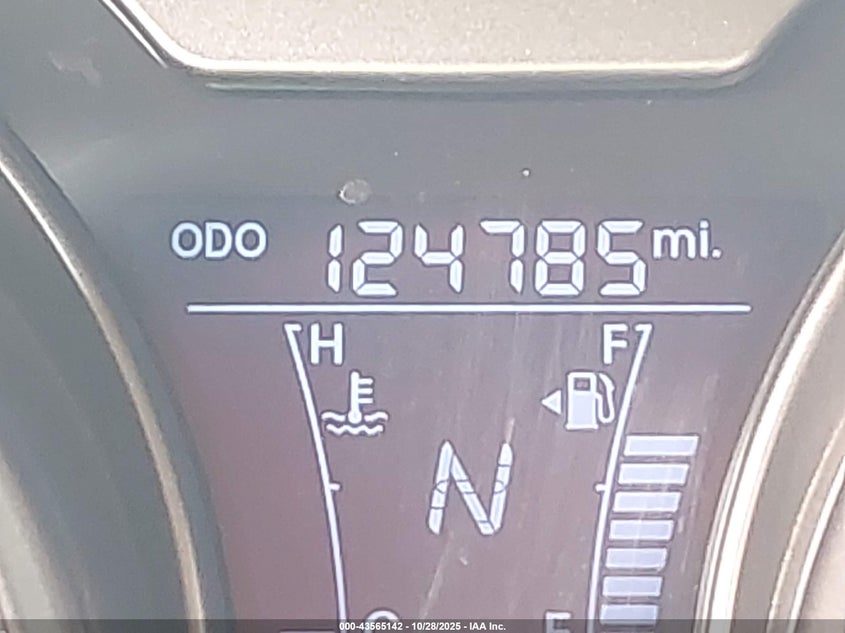 ODO 124785 mi.
H F
N
C E
000-43565142 - 10/28/2025 - IAA Inc.